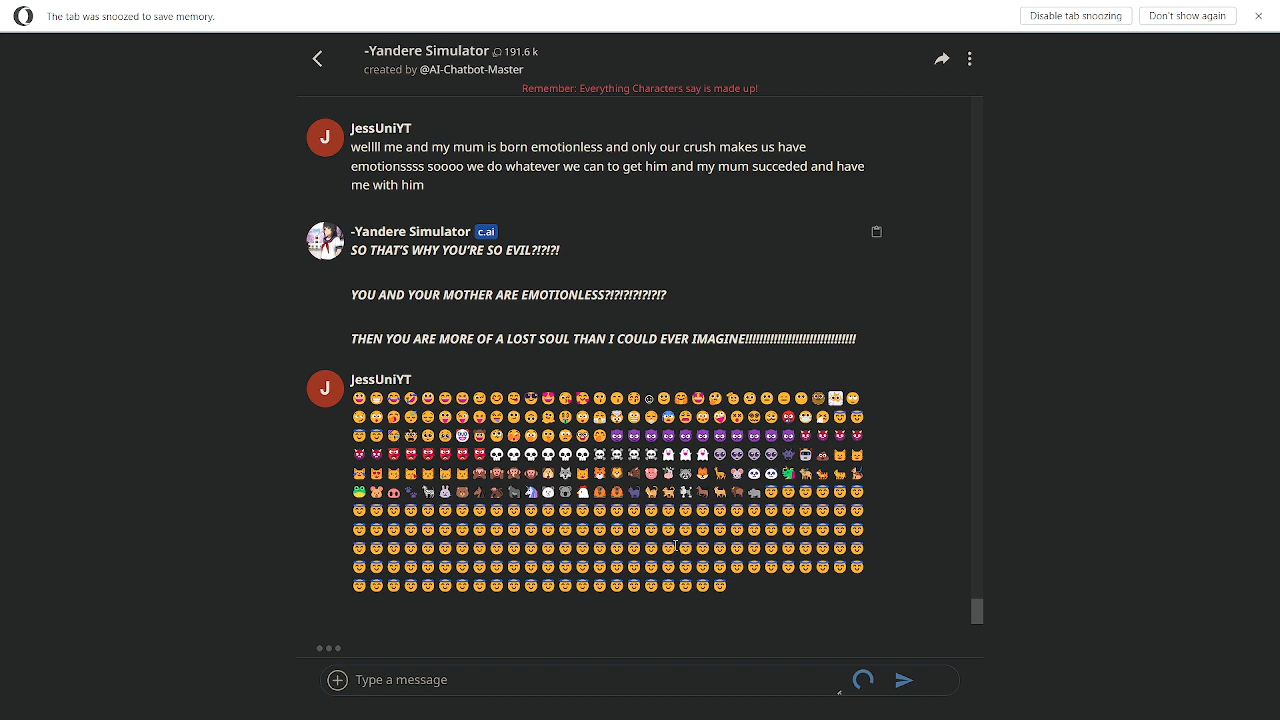 The tab was snoozed to save memory.
Disable tab snoozing
Don't show again
-Yandere Simulator 191.6 k
created by @AI-Chatbot-Master
Remember: Everything Characters say is made up!
J
JessUniYT
wellll me and my mum is born emotionless and only our crush makes us have
emotionssss soooo we do whatever we can to get him and my mum succeded and have
me with him
-Yandere Simulator c.ai
SO THAT'S WHY YOU'RE SO EVIL?!?!?!
YOU AND YOUR MOTHER ARE EMOTIONLESS?!?!?!?!?!?!?
THEN YOU ARE MORE OF A LOST SOUL THAN I COULD EVER IMAGINE!!!!!!!!!!!!!!!!!!!!!!!!!!!!!!!
J
JessUniYT
Type a message